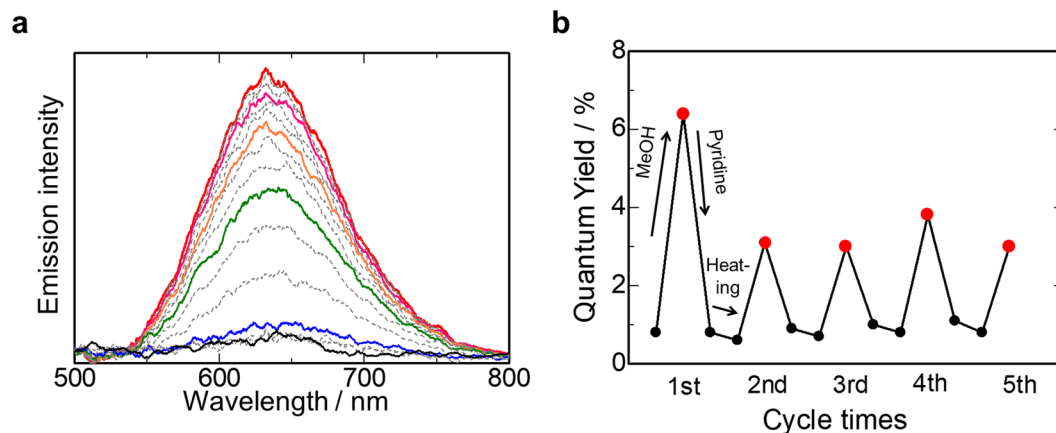 a
Emission intensity
500
600
700
800
Wavelength / nm
b
Quantum Yield / %
8
6
4
2
0
MeOH
Pyridine
Heat-
ing
1st
2nd
3rd
4th
5th
Cycle times